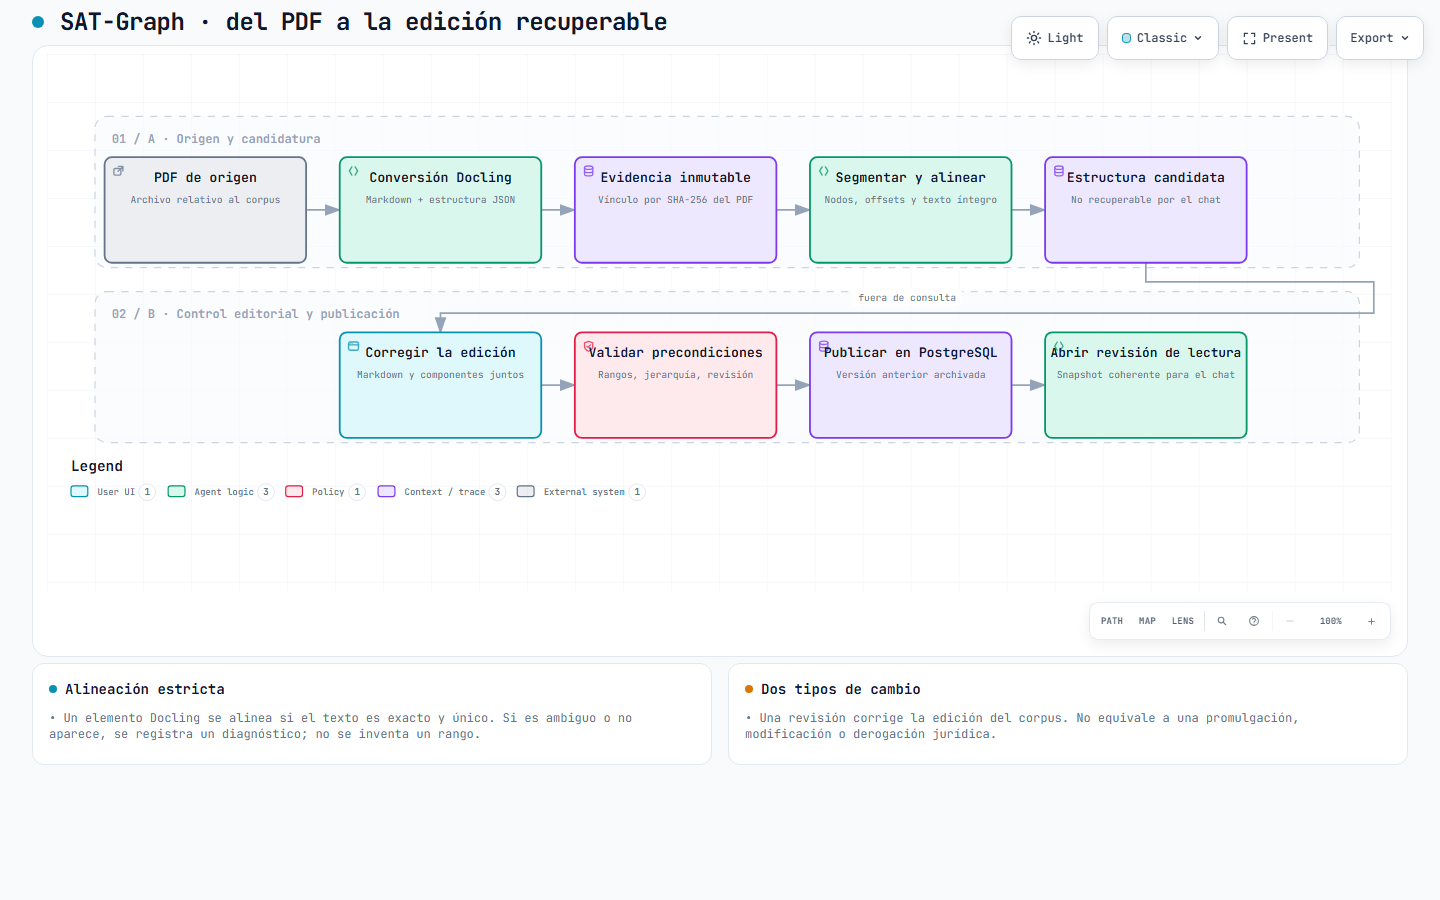 SAT-Graph · del PDF a la edición recuperable
Light
Classic
Present
Export
01 / A · Origen y candidatura
PDF de origen
Archivo relativo al corpus
Conversión Docling
Markdown + estructura JSON
Evidencia inmutable
Vínculo por SHA-256 del PDF
Segmentar y alinear
Nodos, offsets y texto íntegro
Estructura candidata
No recuperable por el chat
fuera de consulta
02 / B · Control editorial y publicación
Corregir la edición
Markdown y componentes juntos
Validar precondiciones
Rangos, jerarquía, revisión
Publicar en PostgreSQL
Versión anterior archivada
Abrir revisión de lectura
Snapshot coherente para el chat
Legend
User UI 1
Agent logic 3
Policy 1
Context / trace 3
External system 1
PATH
MAP
LENS
100%
Alineación estricta
• Un elemento Docling se alinea si el texto es exacto y único. Si es ambiguo o no
aparece, se registra un diagnóstico; no se inventa un rango.
Dos tipos de cambio
• Una revisión corrige la edición del corpus. No equivale a una promulgación,
modificación o derogación jurídica.